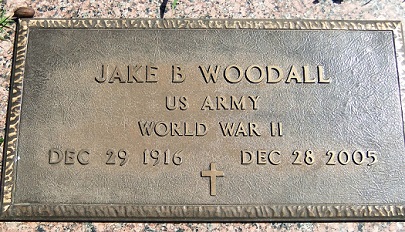 JAKE B WOODALL
US ARMY
WORLD WAR II
DEC 29 1916 DEC 28 2005